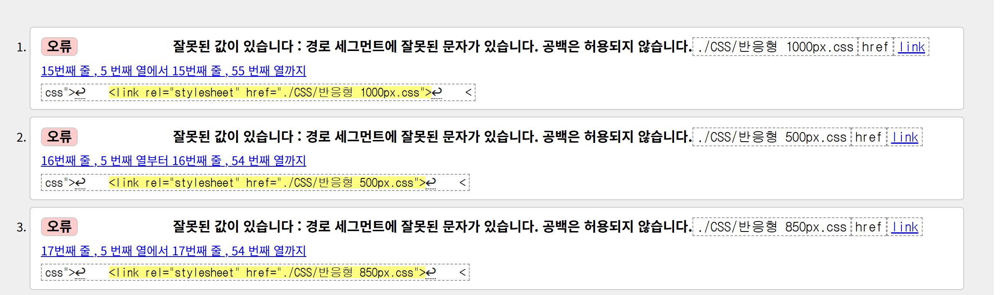 1. 오류 잘못된 값이 있습니다 : 경로 세그먼트에 잘못된 문자가 있습니다. 공백은 허용되지 않습니다. ./CSS/반응형 1000px.css href link
15번째 줄 , 5 번째 열에서 15번째 줄 , 55 번째 열까지
css">↩ <link rel="stylesheet" href="./CSS/반응형 1000px.css">↩ <
2. 오류 잘못된 값이 있습니다 : 경로 세그먼트에 잘못된 문자가 있습니다. 공백은 허용되지 않습니다. ./CSS/반응형 500px.css href link
16번째 줄 , 5 번째 열부터 16번째 줄 , 54 번째 열까지
css">↩ <link rel="stylesheet" href="./CSS/반응형 500px.css">↩ <
3. 오류 잘못된 값이 있습니다 : 경로 세그먼트에 잘못된 문자가 있습니다. 공백은 허용되지 않습니다. ./CSS/반응형 850px.css href link
17번째 줄 , 5 번째 열에서 17번째 줄 , 54 번째 열까지
css">↩ <link rel="stylesheet" href="./CSS/반응형 850px.css">↩ <